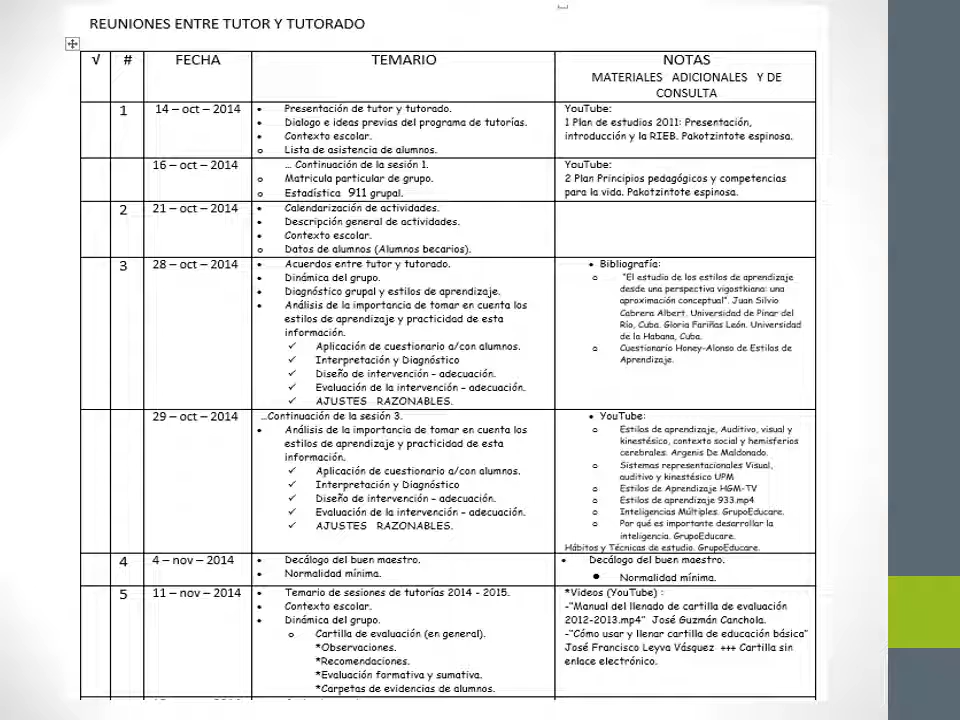 REUNIONES ENTRE TUTOR Y TUTORADO
√ # FECHA TEMARIO NOTAS
MATERIALES ADICIONALES Y DE
CONSULTA
1 14 – oct – 2014
• Presentación de tutor y tutorado.
• Dialogo e ideas previas del programa de tutorías.
• Contexto escolar.
o Lista de asistencia de alumnos.
YouTube:
1 Plan de estudios 2011: Presentación,
introducción y la RIEB. Pakotzintote espinosa.
16 – oct – 2014
… Continuación de la sesión 1.
o Matricula particular de grupo.
o Estadística 911 grupal.
YouTube:
2 Plan Principios pedagógicos y competencias
para la vida. Pakotzintote espinosa.
2 21 – oct – 2014
• Calendarización de actividades.
• Descripción general de actividades.
• Contexto escolar.
o Datos de alumnos (Alumnos becarios).
3 28 – oct – 2014
• Acuerdos entre tutor y tutorado.
• Dinámica del grupo.
• Diagnóstico grupal y estilos de aprendizaje.
• Análisis de la importancia de tomar en cuenta los
estilos de aprendizaje y practicidad de esta
información.
✓ Aplicación de cuestionario a/con alumnos.
✓ Interpretación y Diagnóstico
✓ Diseño de intervención – adecuación.
✓ Evaluación de la intervención – adecuación.
✓ AJUSTES RAZONABLES.
• Bibliografía:
o "El estudio de los estilos de aprendizaje
desde una perspectiva vigostkiana: una
aproximación conceptual". Juan Silvio
Cabrera Albert. Universidad de Pinar del
Río, Cuba. Gloria Fariñas León. Universidad
de la Habana, Cuba.
o Cuestionario Honey-Alonso de Estilos de
Aprendizaje.
29 – oct – 2014
…Continuación de la sesión 3.
• Análisis de la importancia de tomar en cuenta los
estilos de aprendizaje y practicidad de esta
información.
✓ Aplicación de cuestionario a/con alumnos.
✓ Interpretación y Diagnóstico
✓ Diseño de intervención – adecuación.
✓ Evaluación de la intervención – adecuación.
✓ AJUSTES RAZONABLES.
• YouTube:
o Estilos de aprendizaje, Auditivo, visual y
kinestésico, contexto social y hemisferios
cerebrales. Argenis De Maldonado.
o Sistemas representacionales Visual,
auditivo y kinestésico UPM
o Estilos de Aprendizaje HGM-TV
o Estilos de aprendizaje 933.mp4
o Inteligencias Múltiples. GrupoEducare.
o Por qué es importante desarrollar la
inteligencia. GrupoEducare.
Hábitos y Técnicas de estudio. GrupoEducare.
4 4 – nov – 2014
• Decálogo del buen maestro.
• Normalidad mínima.
• Decálogo del buen maestro.
• Normalidad mínima.
5 11 – nov – 2014
• Temario de sesiones de tutorías 2014 - 2015.
• Contexto escolar.
• Dinámica del grupo.
o Cartilla de evaluación (en general).
*Observaciones.
*Recomendaciones.
*Evaluación formativa y sumativa.
*Carpetas de evidencias de alumnos.
*Videos (YouTube) :
-"Manual del llenado de cartilla de evaluación
2012-2013.mp4" José Guzmán Canchola.
-"Cómo usar y llenar cartilla de educación básica"
José Francisco Leyva Vásquez +++ Cartilla sin
enlace electrónico.